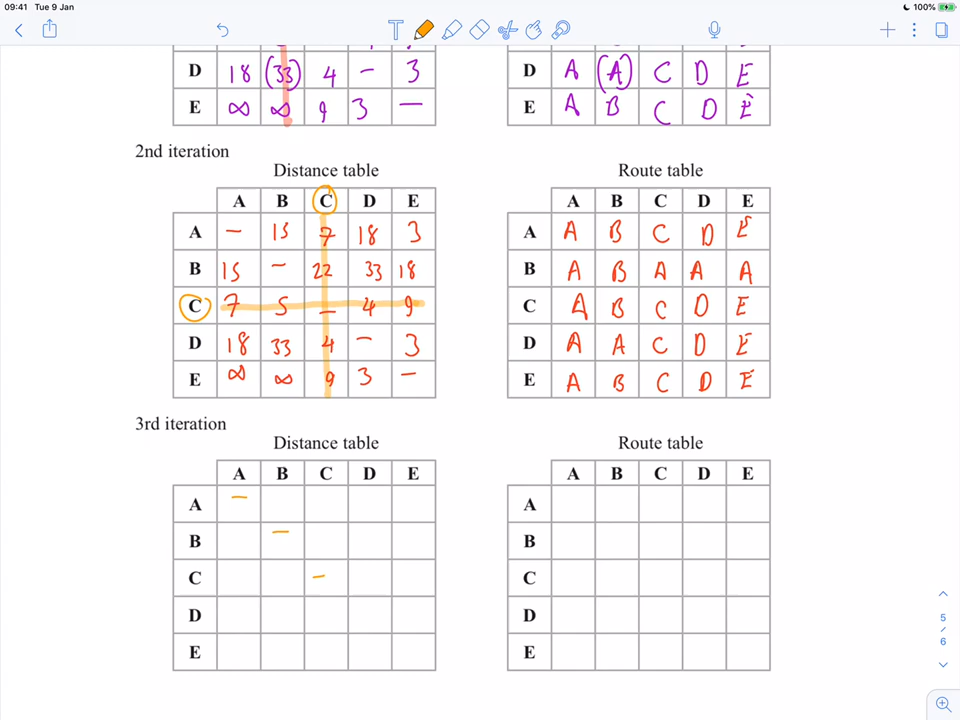 09:41 Tue 9 Jan
100%
T
D 18 (33) 4 – 3
D A (A) C D E
E ∞ ∞ 9 3 —
E A B C D E
2nd iteration
Distance table
Route table
A B C D E
A B C D E
A – 15 7 18 3
A A B C D E
B 15 – 22 33 18
B A B A A A
C 7 5 – 4 9
C A B C D E
D 18 33 4 – 3
D A A C D E
E ∞ ∞ 9 3 –
E A B C D E
3rd iteration
Distance table
Route table
A B C D E
A B C D E
A –
A
B –
B
C –
C
D
D
E
E
5
/
6